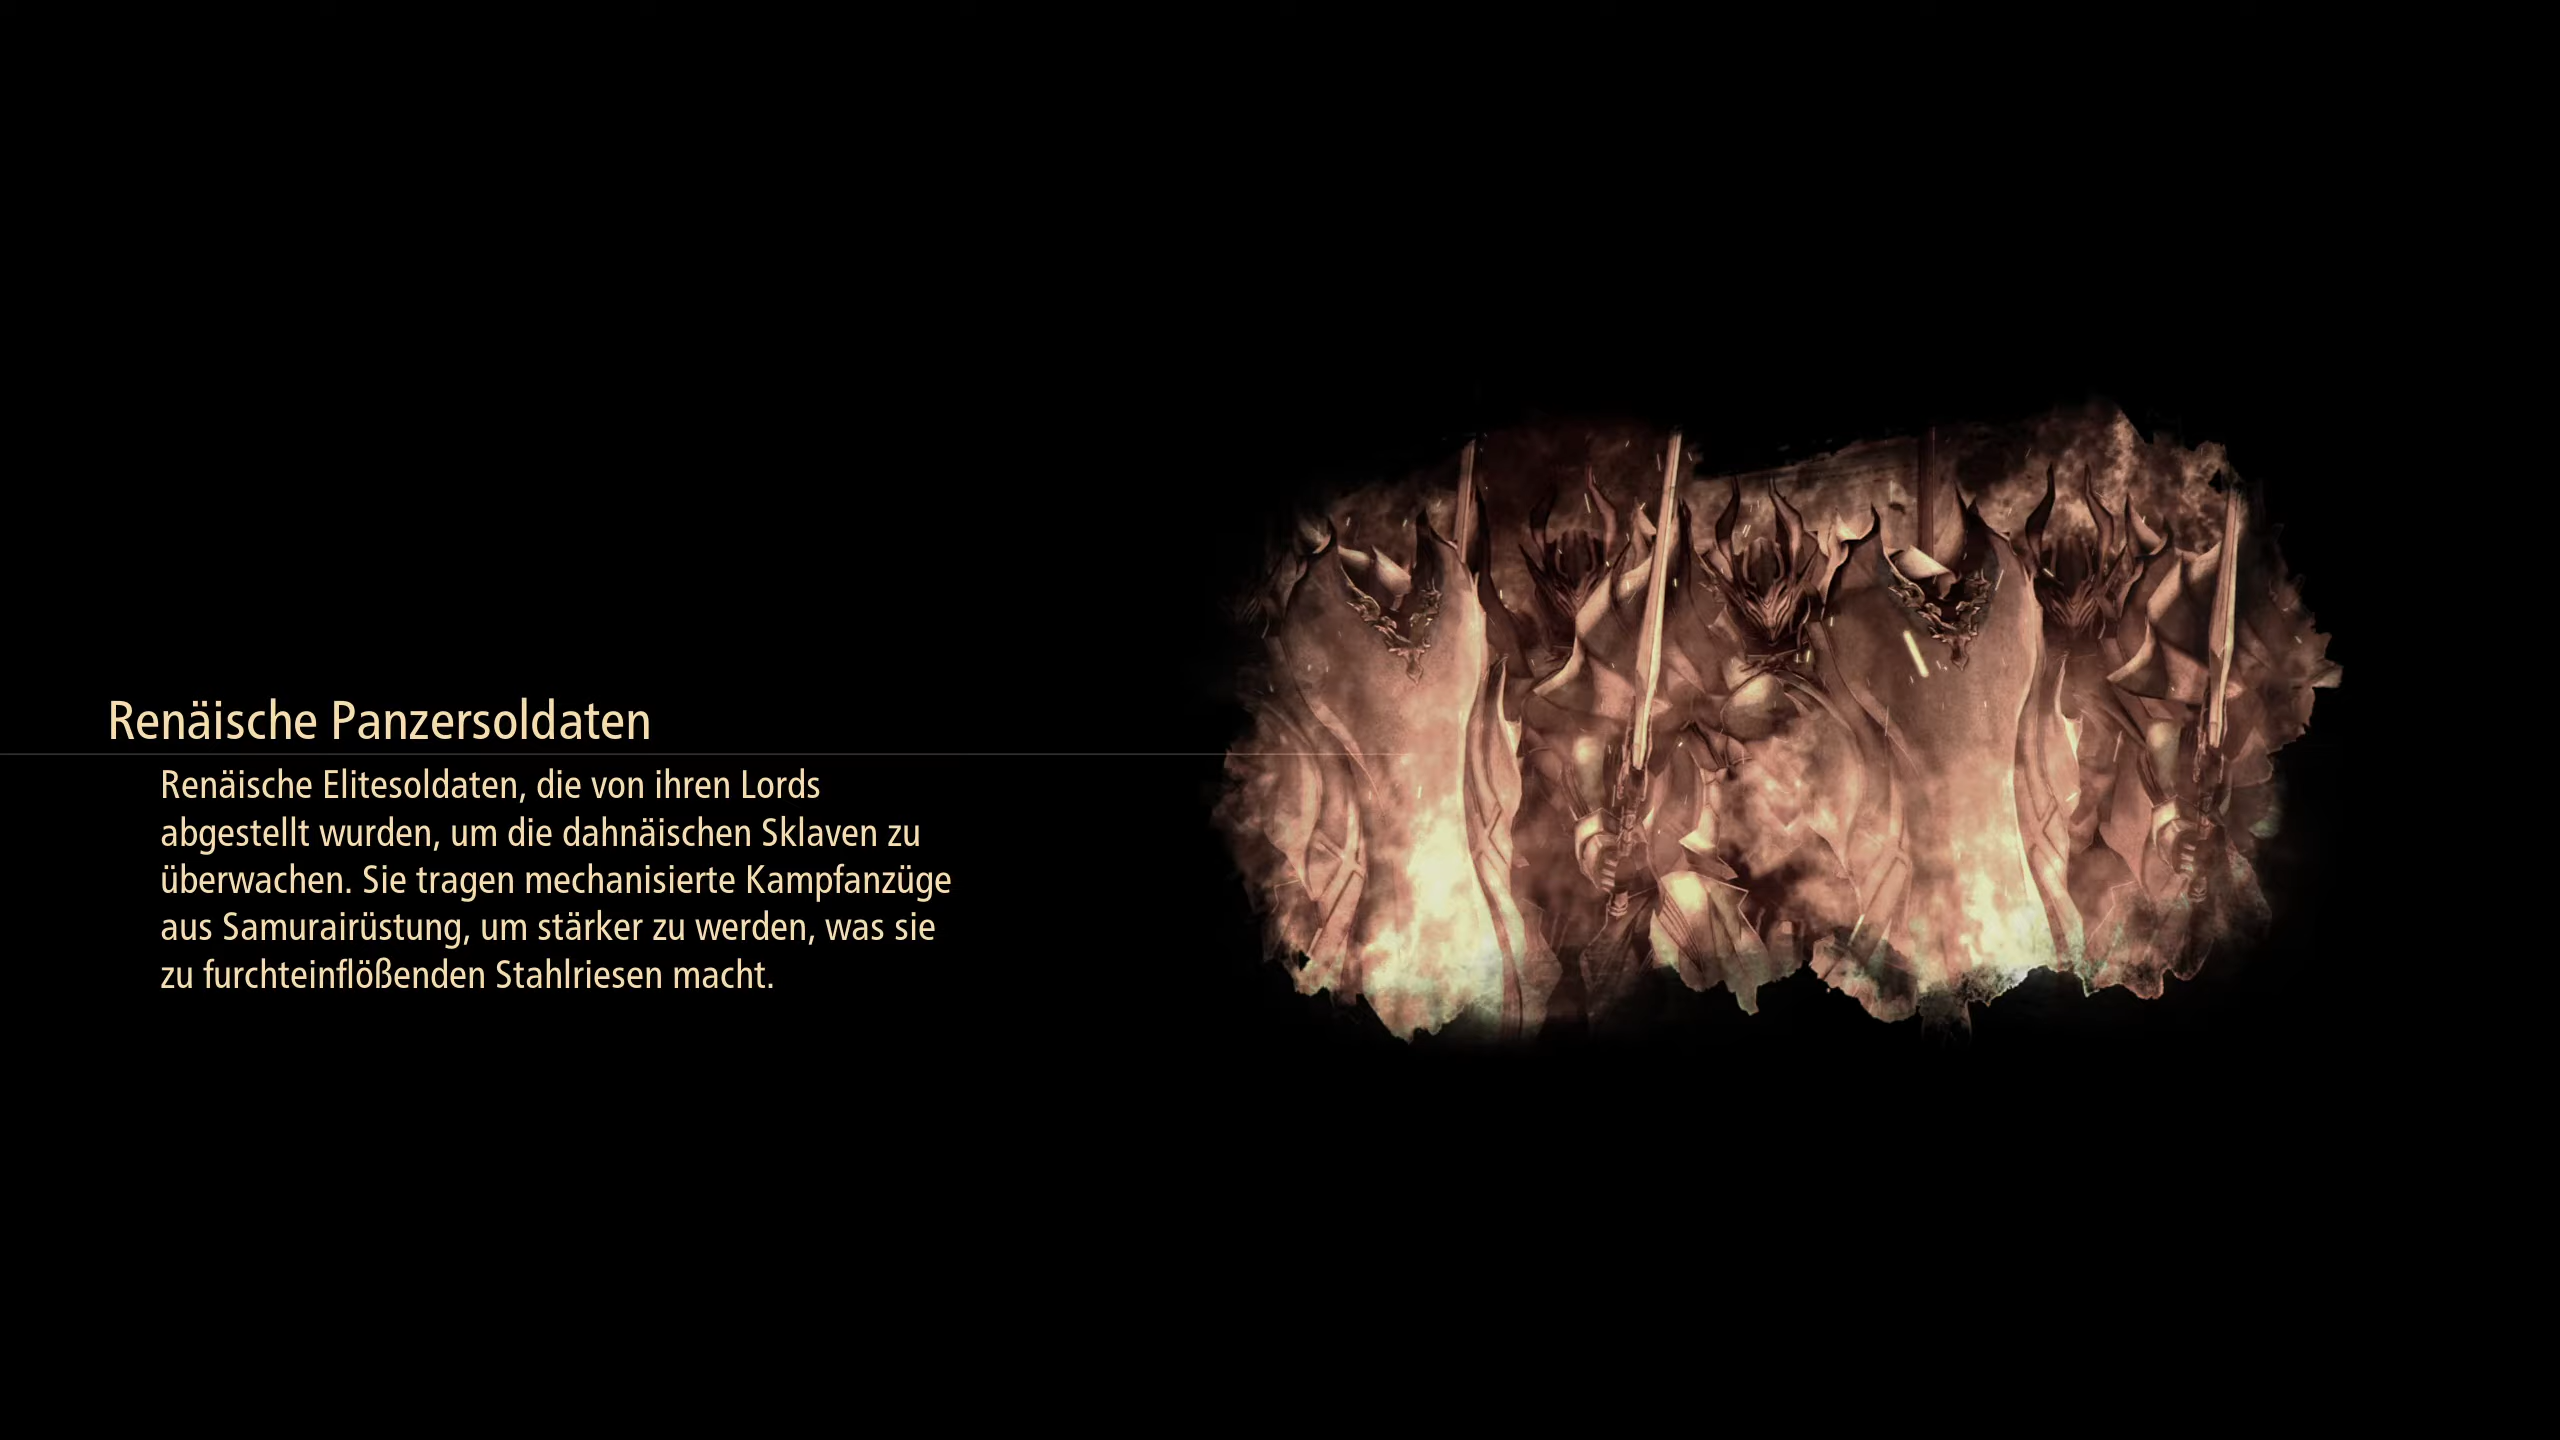 Renäische Panzersoldaten
Renäische Elitesoldaten, die von ihren Lords
abgestellt wurden, um die dahnäischen Sklaven zu
überwachen. Sie tragen mechanisierte Kampfanzüge
aus Samurairüstung, um stärker zu werden, was sie
zu furchteinflößenden Stahlriesen macht.